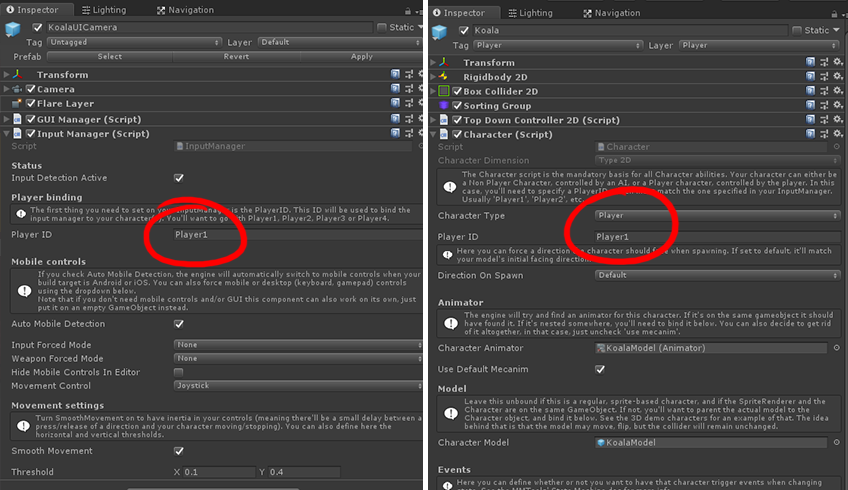 Inspector Lighting Navigation
KoalaUICamera Static
Tag Untagged Layer Default
Prefab Select Revert Apply
Transform
Camera
Flare Layer
GUI Manager (Script)
Input Manager (Script)
Script InputManager
Status
Input Detection Active
Player binding
The first thing you need to set on your InputManager is the PlayerID. This ID will be used to bind the
input manager to your character(s). You'll want to go with Player1, Player2, Player3 or Player4.
Player ID Player1
Mobile controls
If you check Auto Mobile Detection, the engine will automatically switch to mobile controls when your
build target is Android or iOS. You can also force mobile or desktop (keyboard, gamepad) controls
using the dropdown below.
Note that if you don't need mobile controls and/or GUI this component can also work on its own, just
put it on an empty GameObject instead.
Auto Mobile Detection
Input Forced Mode None
Weapon Forced Mode None
Hide Mobile Controls In Editor
Movement Control Joystick
Movement settings
Turn SmoothMovement on to have inertia in your controls (meaning there'll be a small delay between a
press/release of a direction and your character moving/stopping). You can also define here the
horizontal and vertical thresholds.
Smooth Movement
Threshold X 0.1 Y 0.4
Inspector Lighting Navigation
Koala Static
Tag Player Layer Player
Transform
Rigidbody 2D
Box Collider 2D
Sorting Group
Top Down Controller 2D (Script)
Character (Script)
Script Character
Character Dimension Type 2D
The Character script is the mandatory basis for all Character abilities. Your character can either be
a Non Player Character, controlled by an AI, or a Player character, controlled by the player. In this
case, you'll need to specify a PlayerID, match the one specified in your InputManager.
Usually 'Player1', 'Player2', etc.
Character Type Player
Player ID Player1
Here you can force a direction the character should face when spawning. If set to default, it'll match
your model's initial facing direction.
Direction On Spawn Default
Animator
The engine will try and find an animator for this character. If it's on the same gameobject it should
have found it. If it's nested somewhere, you'll need to bind it below. You can also decide to get rid
of it altogether, in that case, just uncheck 'use mecanim'.
Character Animator KoalaModel (Animator)
Use Default Mecanim
Model
Leave this unbound if this is a regular, sprite-based character, and if the SpriteRenderer and the
Character are on the same GameObject. If not, you'll want to parent the actual model to the
Character object, and bind it below. See the 3D demo characters for an example of that. The idea
behind that is that the model may move, flip, but the collider will remain unchanged.
Character Model KoalaModel
Events
Here you can define whether or not you want to have that character trigger events when changing